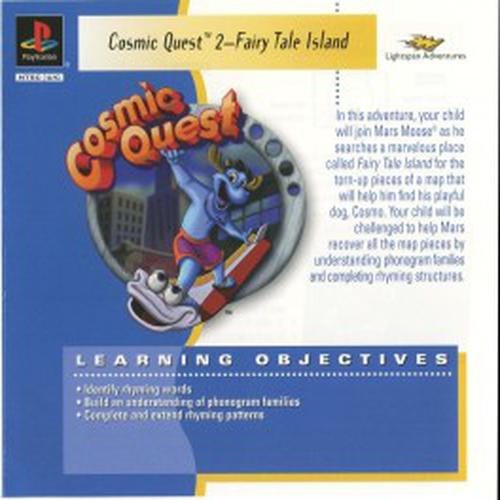 PlayStation
NTSC U/C
Cosmic Quest™ 2–Fairy Tale Island
Lightspan Adventures
Cosmic
Quest
In this adventure, your child
will join Mars Moose® as he
searches a marvelous place
called Fairy Tale Island for the
torn-up pieces of a map that
will help him find his playful
dog, Cosmo. Your child will be
challenged to help Mars
recover all the map pieces by
understanding phonogram families
and completing rhyming structures.
TM
LEARNING OBJECTIVES
• Identify rhyming words
• Build an understanding of phonogram families
• Complete and extend rhyming patterns